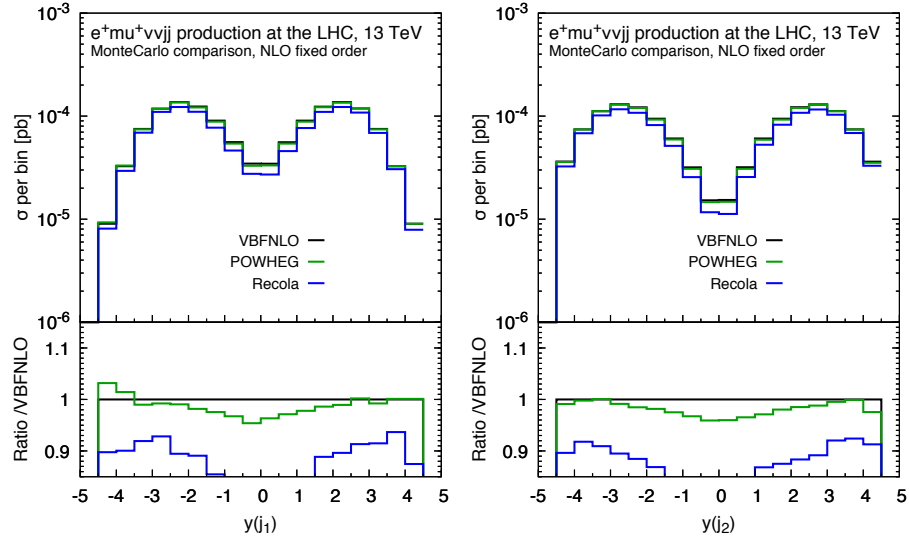 e⁺mu⁺vvjj production at the LHC, 13 TeV
MonteCarlo comparison, NLO fixed order
σ per bin [pb]
10⁻³
10⁻⁴
10⁻⁵
10⁻⁶
VBFNLO
POWHEG
Recola
Ratio /VBFNLO
1.1
1
0.9
-5 -4 -3 -2 -1 0 1 2 3 4 5
y(j₁)
e⁺mu⁺vvjj production at the LHC, 13 TeV
MonteCarlo comparison, NLO fixed order
σ per bin [pb]
10⁻³
10⁻⁴
10⁻⁵
10⁻⁶
VBFNLO
POWHEG
Recola
Ratio /VBFNLO
1.1
1
0.9
-5 -4 -3 -2 -1 0 1 2 3 4 5
y(j₂)